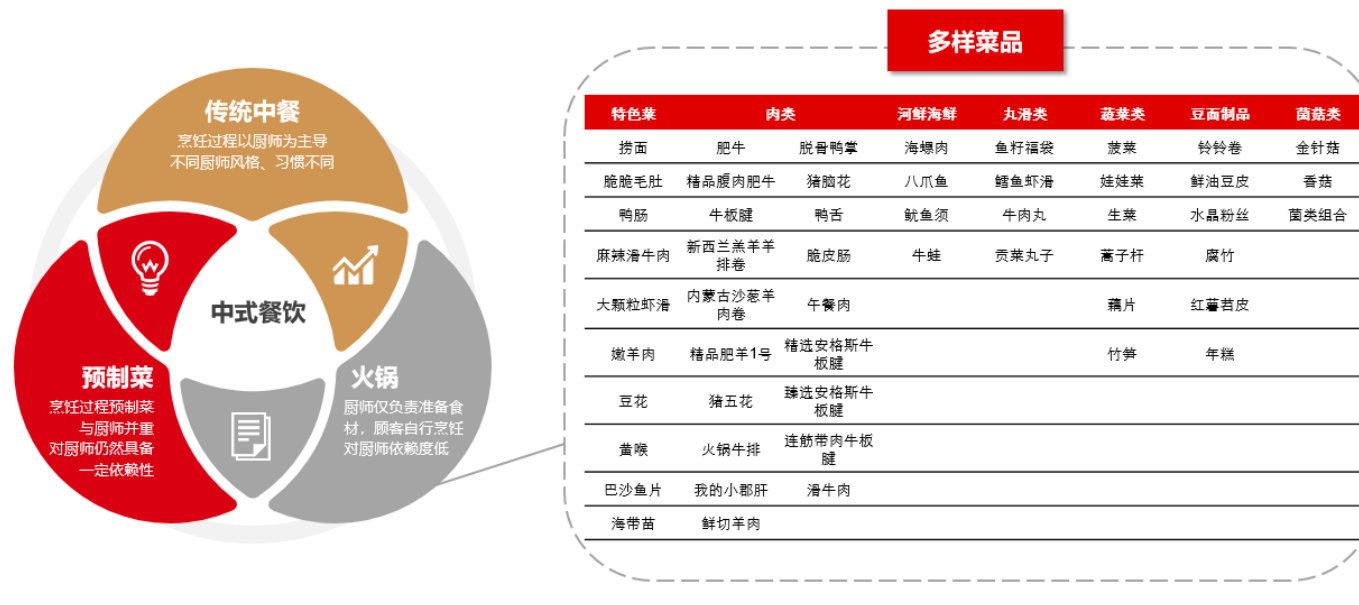 多样菜品
传统中餐
烹饪过程以厨师为主导
不同厨师风格、习惯不同
中式餐饮
预制菜
烹饪过程预制菜
与厨师并重
对厨师仍然具备
一定依赖性
火锅
厨师仅负责准备食
材，顾客自行烹饪
对厨师依赖度低
特色菜 肉类 河鲜海鲜 丸滑类 蔬菜类 豆面制品 菌菇类
捞面 肥牛 脱骨鸭掌 海螺肉 鱼籽福袋 菠菜 铃铃卷 金针菇
脆脆毛肚 精品腹肉肥牛 猪脑花 八爪鱼 鳕鱼虾滑 娃娃菜 鲜油豆皮 香菇
鸭肠 牛板腱 鸭舌 鱿鱼须 牛肉丸 生菜 水晶粉丝 菌类组合
麻辣滑牛肉 新西兰羔羊羊
排卷 脆皮肠 牛蛙 贡菜丸子 蒿子杆 腐竹
大颗粒虾滑 内蒙古沙葱羊
肉卷 午餐肉 藕片 红薯苕皮
嫩羊肉 精品肥羊1号 精选安格斯牛
板腱 竹笋 年糕
豆花 猪五花 臻选安格斯牛
板腱
黄喉 火锅牛排 连筋带肉牛板
腱
巴沙鱼片 我的小郡肝 滑牛肉
海带苗 鲜切羊肉